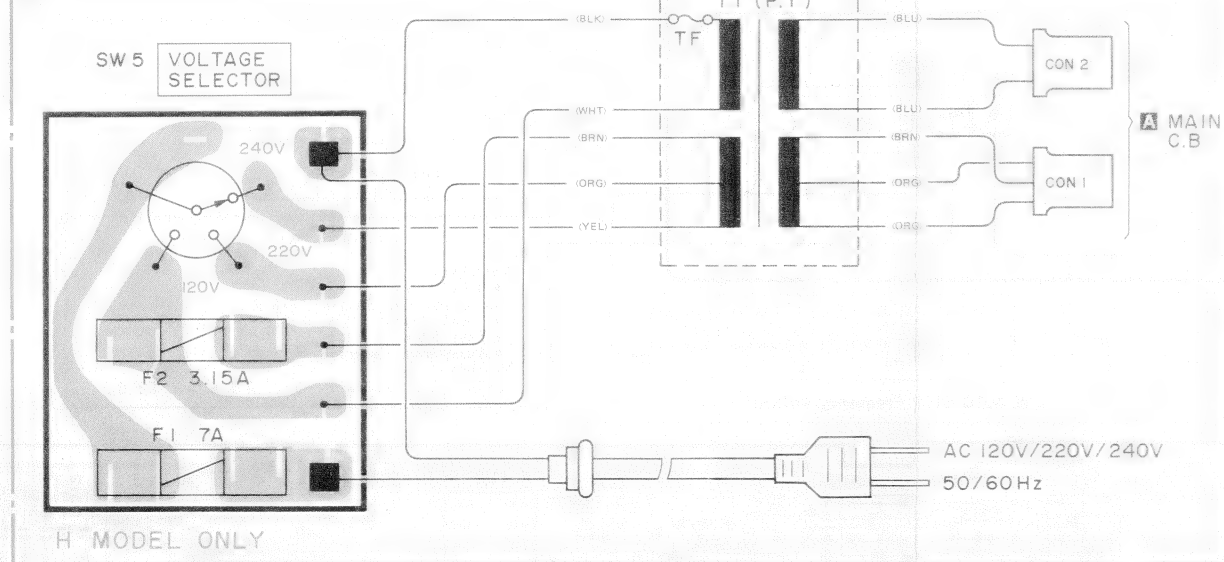 T1 (P.T)
(BLK)
TF
(BLU)
SW 5
VOLTAGE
SELECTOR
CON 2
(WHT)
(BLU)
A MAIN
C.B
(BRN)
(BRN)
240V
(ORG)
(ORG)
CON 1
(YEL)
(ORG)
220V
120V
F2 3.15A
F1 7A
AC 120V/220V/240V
50/60Hz
H MODEL ONLY